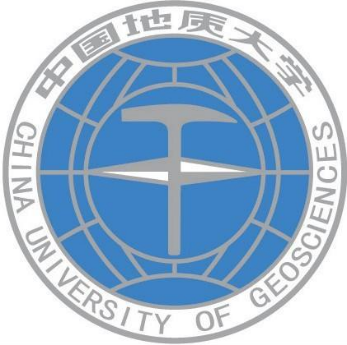 中国地质大学
CHINA UNIVERSITY OF GEOSCIENCES